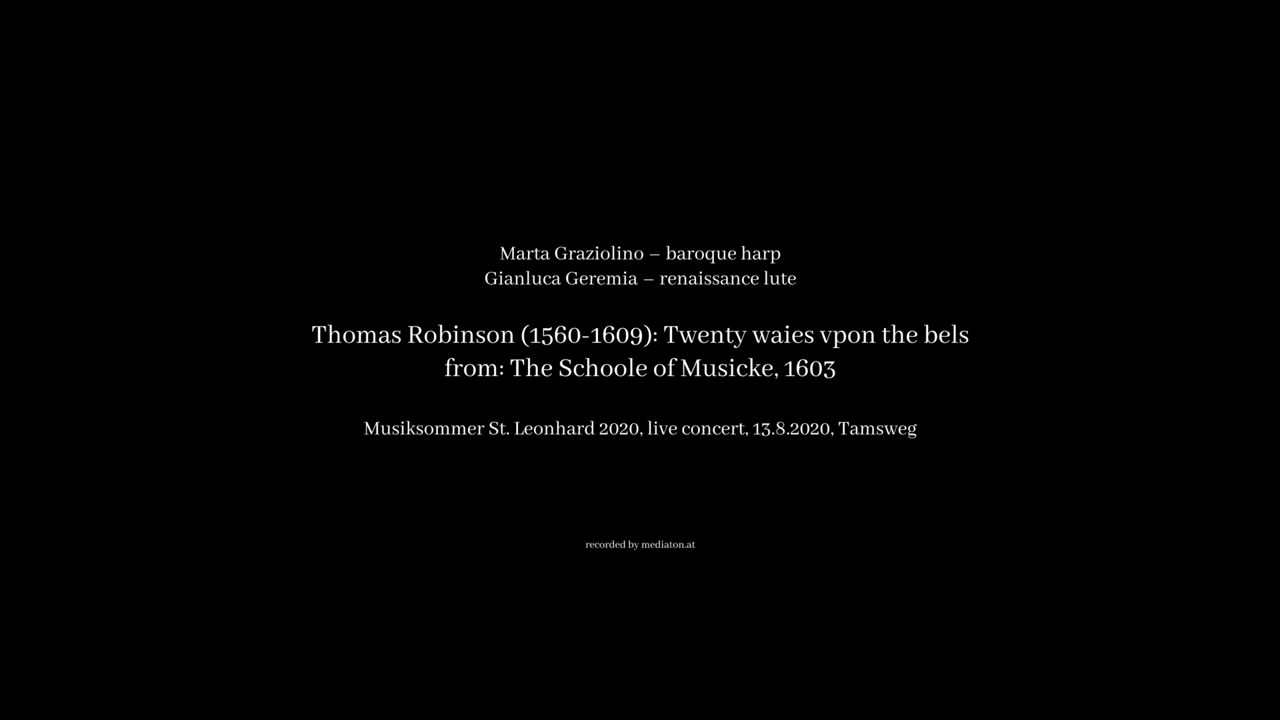 Marta Graziolino – baroque harp
Gianluca Geremia – renaissance lute
Thomas Robinson (1560-1609): Twenty waies vpon the bels
from: The Schoole of Musicke, 1603
Musiksommer St. Leonhard 2020, live concert, 13.8.2020, Tamsweg
recorded by mediaton.at